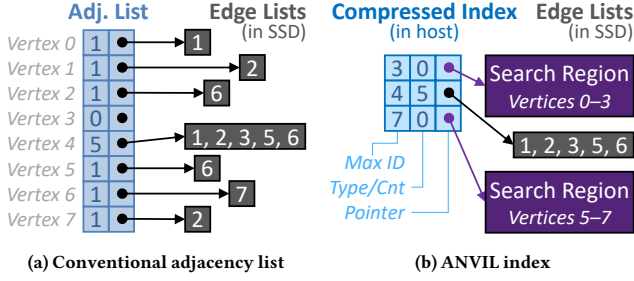 Adj. List
Edge Lists
(in SSD)
Vertex 0 1 1
Vertex 1 1 2
Vertex 2 1 6
Vertex 3 0
Vertex 4 5 1, 2, 3, 5, 6
Vertex 5 1 6
Vertex 6 1 7
Vertex 7 1 2
(a) Conventional adjacency list
Compressed Index
(in host)
Edge Lists
(in SSD)
3 0
4 5
7 0
Max ID
Type/Cnt
Pointer
Search Region
Vertices 0–3
1, 2, 3, 5, 6
Search Region
Vertices 5–7
(b) ANVIL index